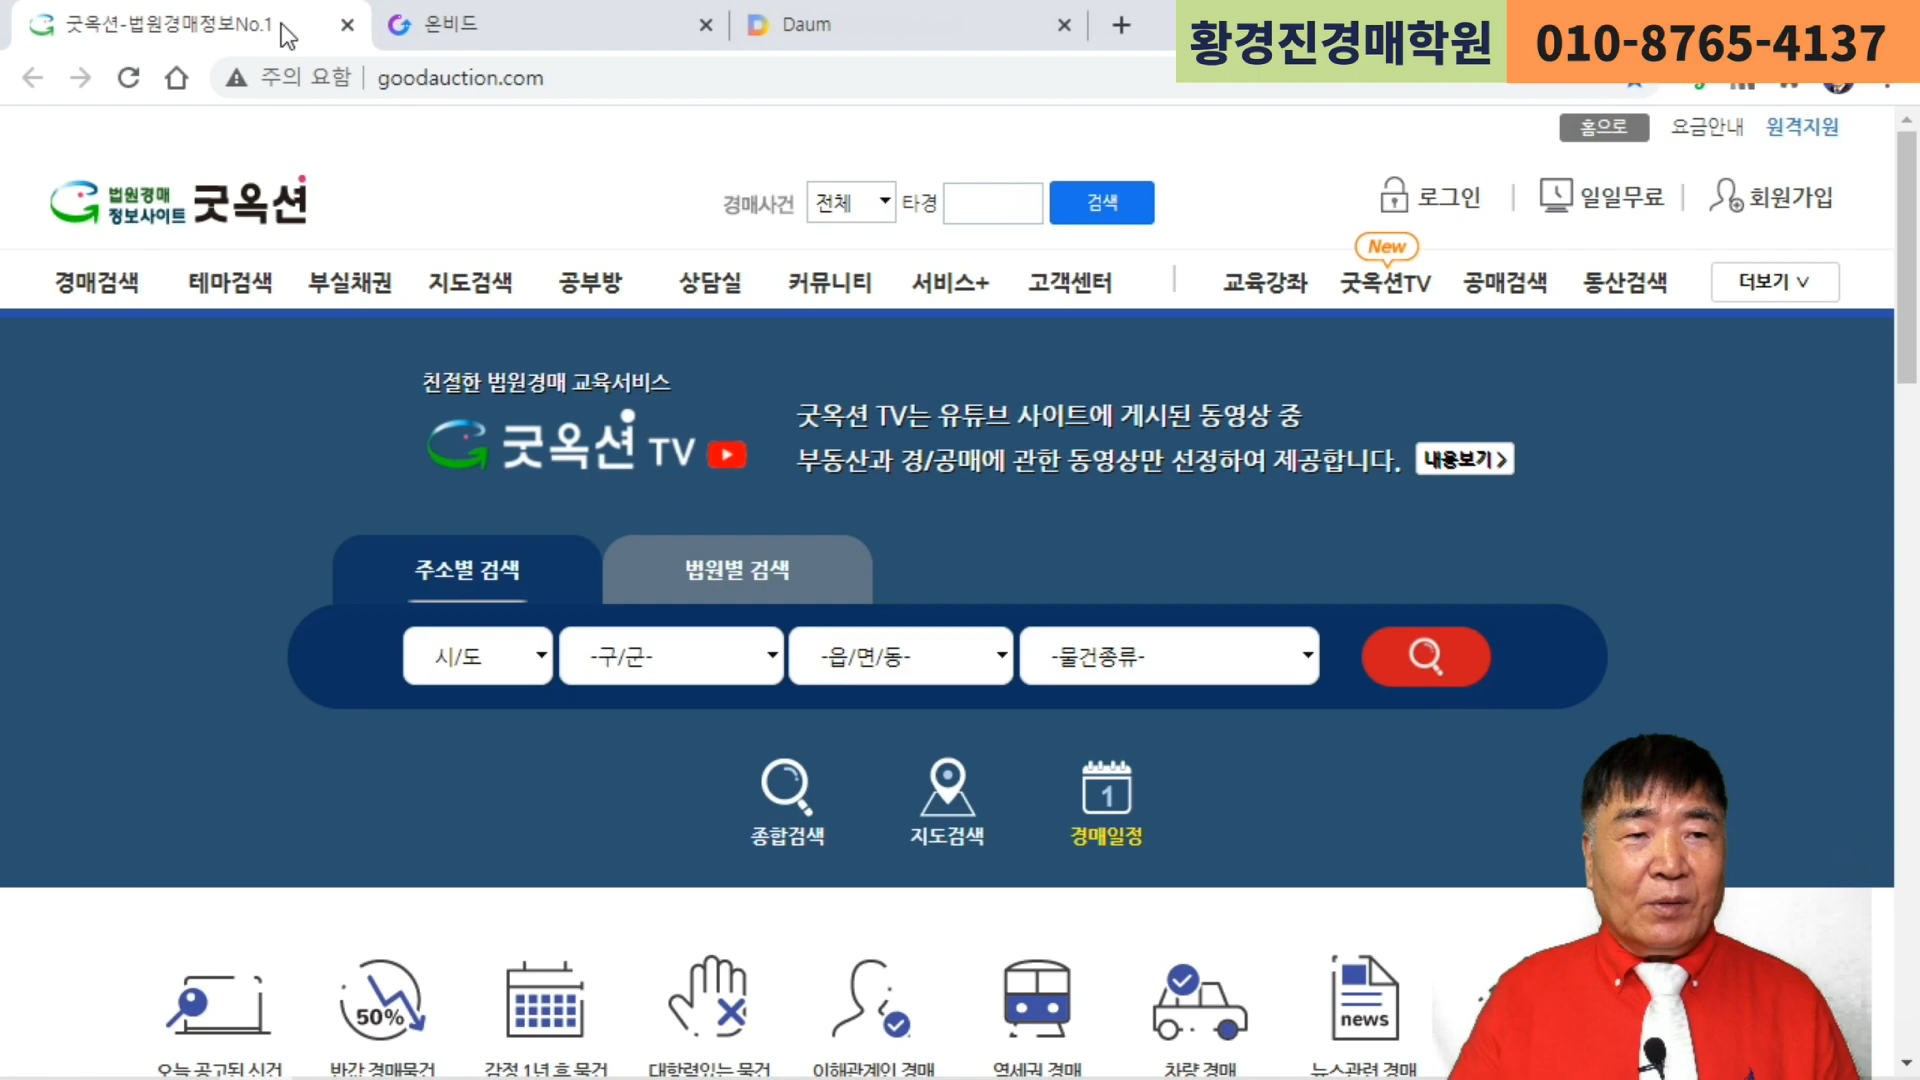 굿옥션-법원경매정보No.1
온비드
Daum
황경진경매학원
010-8765-4137
주의 요함
goodauction.com
홈으로
요금안내
원격지원
법원경매
정보사이트
굿옥션
경매사건
전체
타경
검색
로그인
일일무료
회원가입
New
경매검색
테마검색
부실채권
지도검색
공부방
상담실
커뮤니티
서비스+
고객센터
교육강좌
굿옥션TV
공매검색
동산검색
더보기 ∨
친절한 법원경매 교육서비스
굿옥션 TV
굿옥션 TV는 유튜브 사이트에 게시된 동영상 중
부동산과 경/공매에 관한 동영상만 선정하여 제공합니다.
내용보기 >
주소별 검색
법원별 검색
시/도
-구/군-
-읍/면/동-
-물건종류-
1
종합검색
지도검색
경매일정
50%
news
오늘 공고된 신건
반값 경매물건
감정 1년 후 물건
대항력있는 물건
이해관계인 경매
역세권 경매
차량 경매
뉴스관련 경매